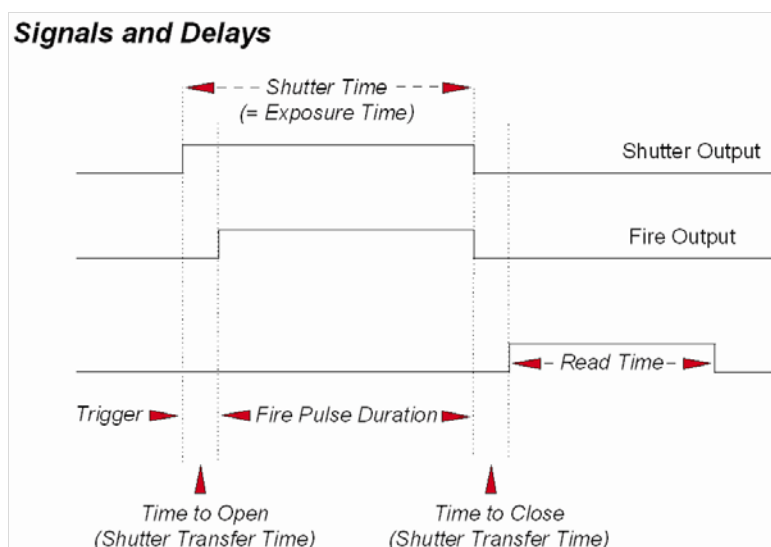 Signals and Delays
Shutter Time
(= Exposure Time)
Shutter Output
Fire Output
Read Time
Trigger
Fire Pulse Duration
Time to Open
(Shutter Transfer Time)
Time to Close
(Shutter Transfer Time)